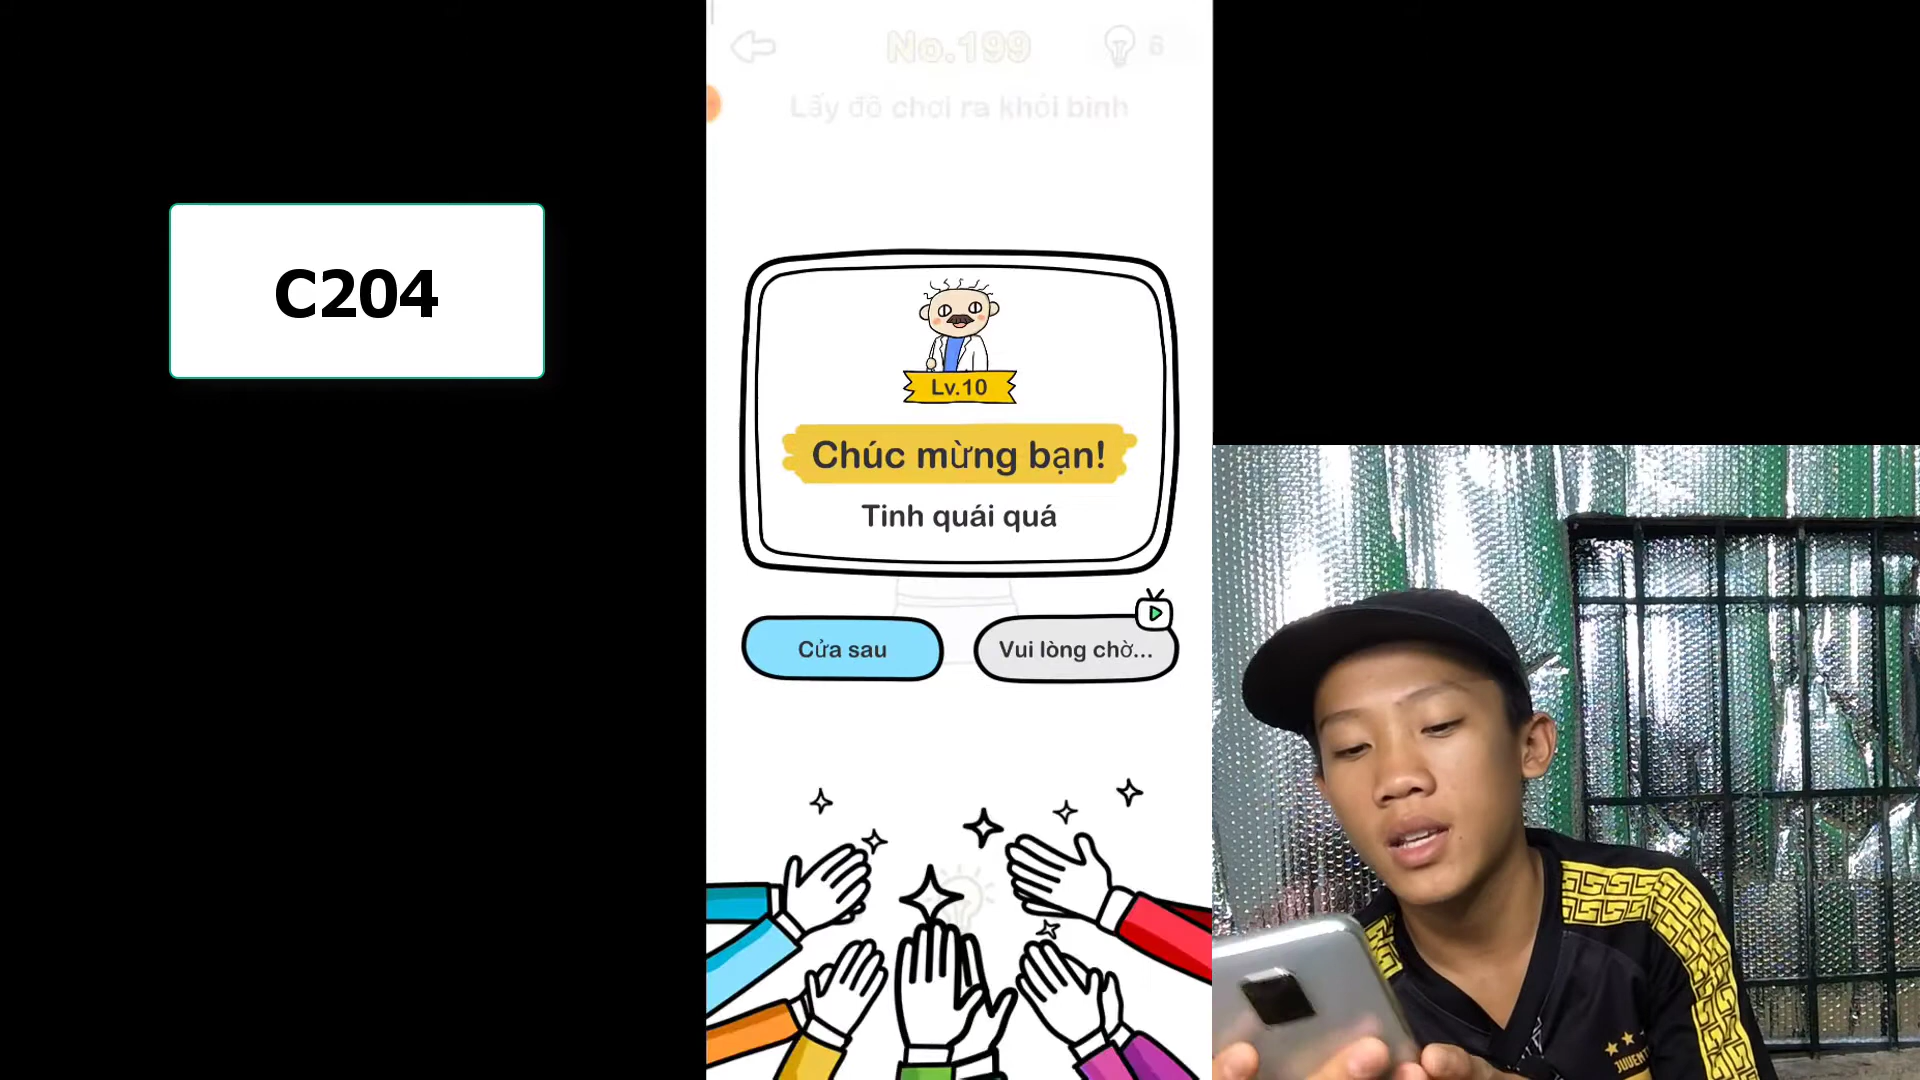 No.199
6
Lấy đồ chơi ra khỏi bình
C204
Lv.10
Chúc mừng bạn!
Tinh quái quá
Cửa sau
Vui lòng chờ...